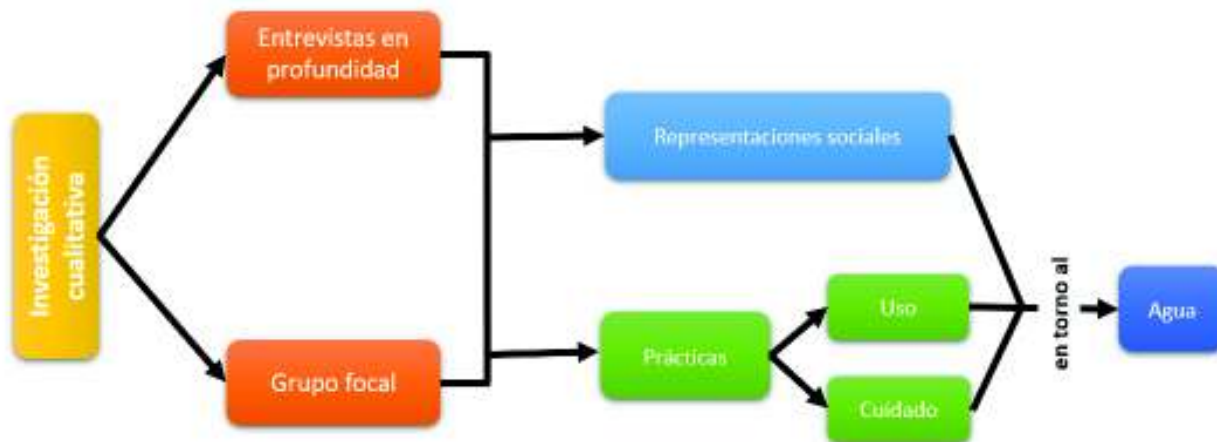 Investigación
cualitativa
Entrevistas en
profundidad
Grupo focal
Representaciones sociales
Prácticas
Uso
Cuidado
en torno al
Agua